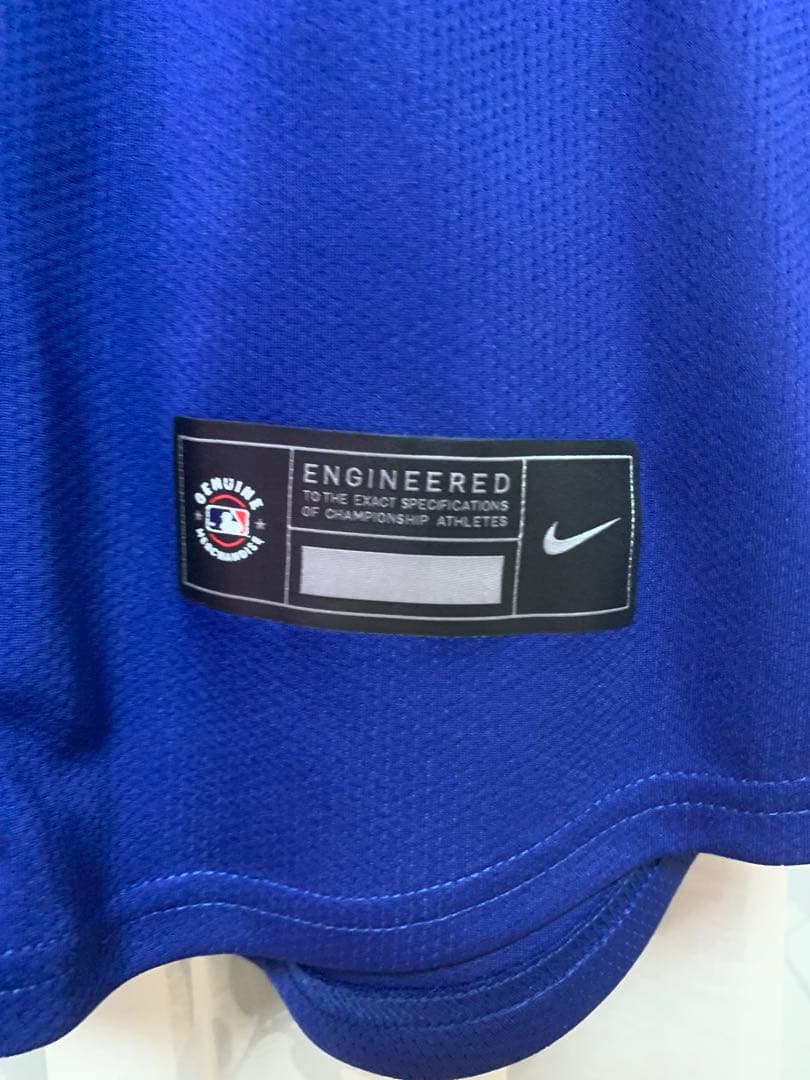 GENUINE
MERCHANDISE
ENGINEERED
TO THE EXACT SPECIFICATIONS
OF CHAMPIONSHIP ATHLETES